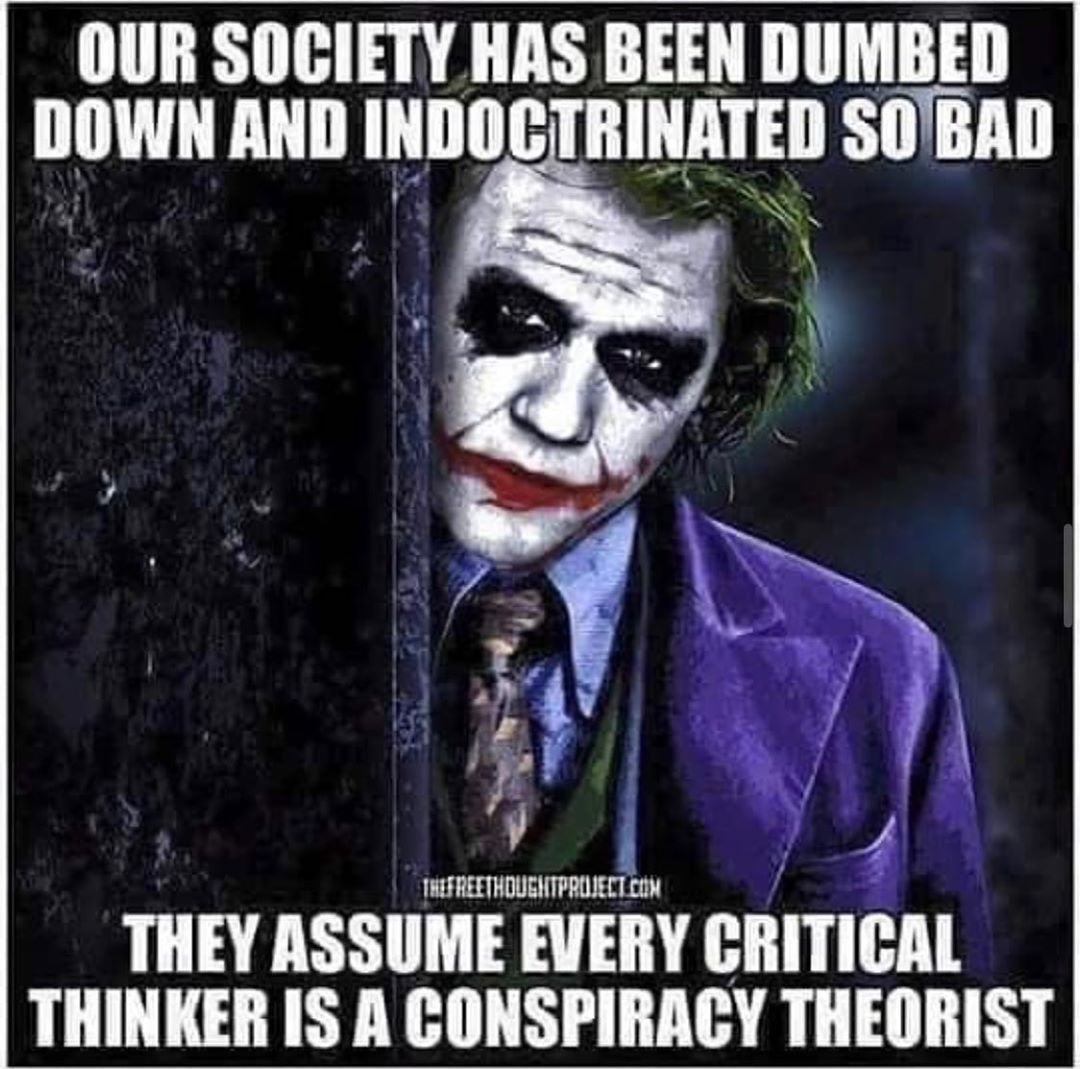 OUR SOCIETY HAS BEEN DUMBED
DOWN AND INDOCTRINATED SO BAD
THEFREETHOUGHTPROJECT.COM
THEY ASSUME EVERY CRITICAL
THINKER IS A CONSPIRACY THEORIST